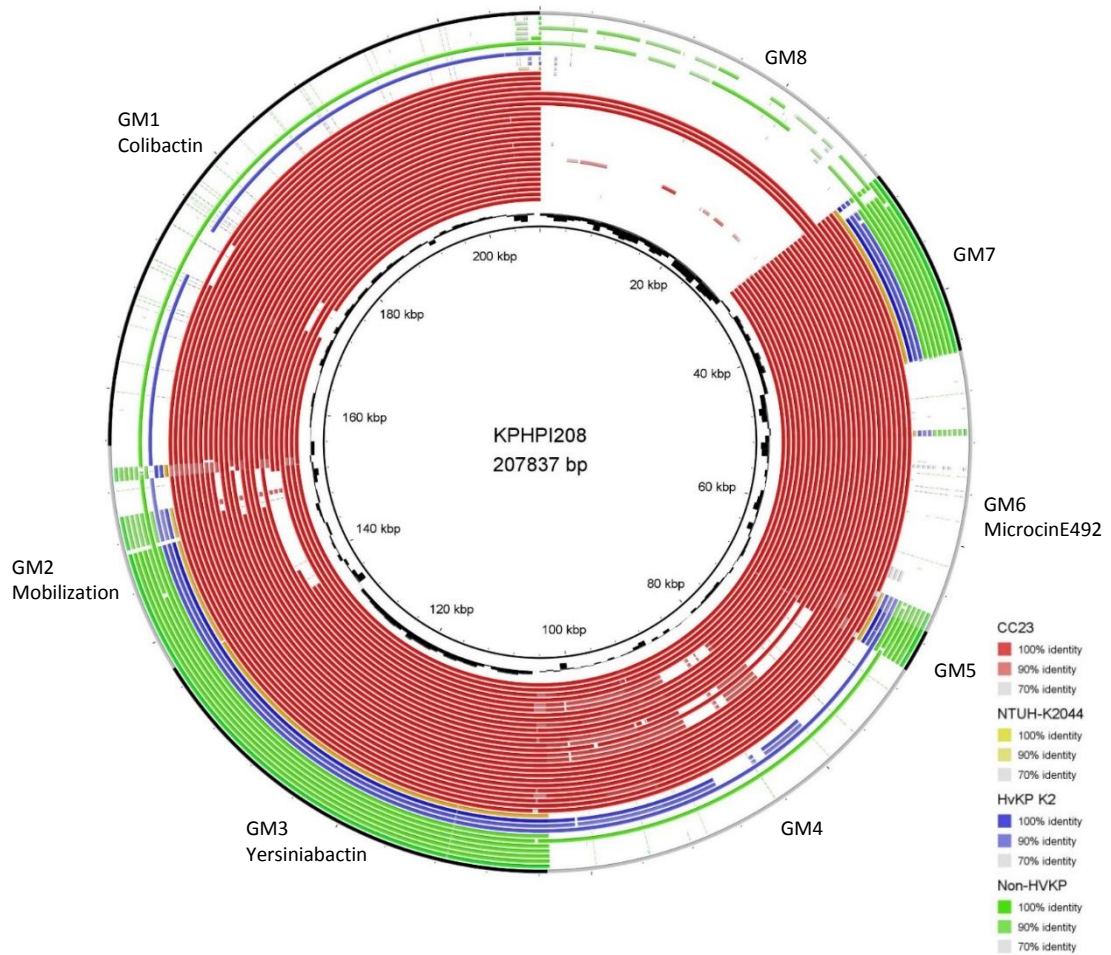 GM8
GM1
Colibactin
GM7
200 kbp
20 kbp
180 kbp
40 kbp
160 kbp
KPHPI208
207837 bp
60 kbp
GM6
MicrocinE492
140 kbp
GM2
Mobilization
80 kbp
120 kbp
100 kbp
GM5
GM3
Yersiniabactin
GM4
CC23
100% identity
90% identity
70% identity
NTUH-K2044
100% identity
90% identity
70% identity
HvKP K2
100% identity
90% identity
70% identity
Non-HVKP
100% identity
90% identity
70% identity